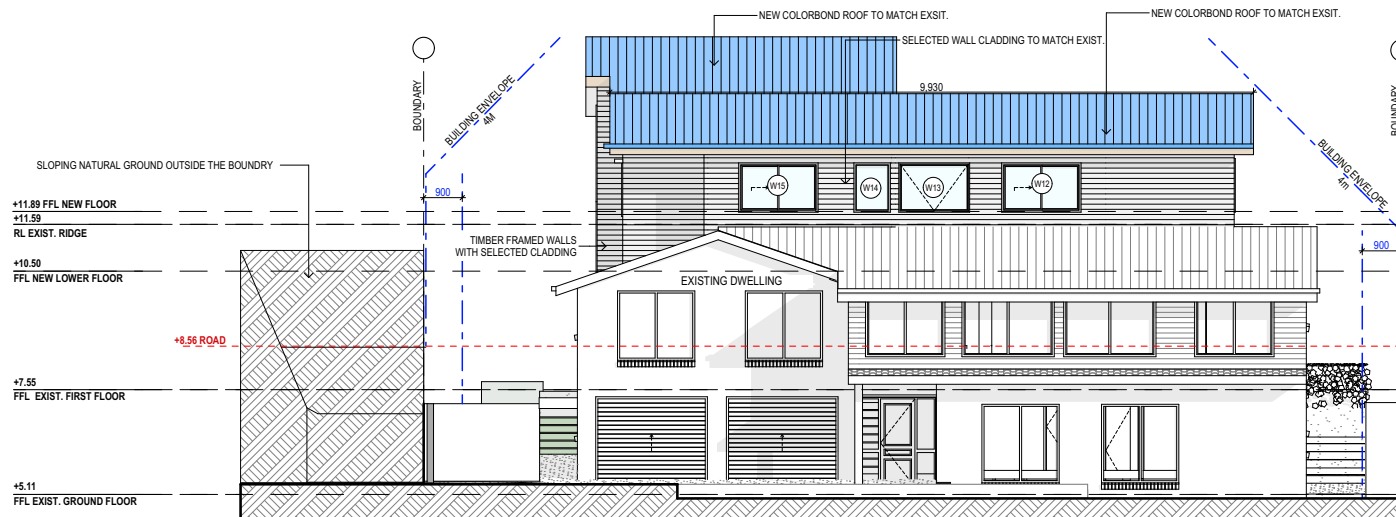 NEW COLORBOND ROOF TO MATCH EXSIT.
NEW COLORBOND ROOF TO MATCH EXSIT.
SELECTED WALL CLADDING TO MATCH EXIST.
BOUNDARY
BUILDING ENVELOPE
4M
9.930
BUILDING ENVELOPE
4m
BOUNDARY
SLOPING NATURAL GROUND OUTSIDE THE BOUNDRY
900
W15
W14
W13
W12
+11.89 FFL NEW FLOOR
+11.59
RL EXIST. RIDGE
TIMBER FRAMED WALLS
WITH SELECTED CLADDING
900
+10.50
FFL NEW LOWER FLOOR
EXISTING DWELLING
+8.56 ROAD
+7.55
FFL EXIST. FIRST FLOOR
+5.11
FFL EXIST. GROUND FLOOR